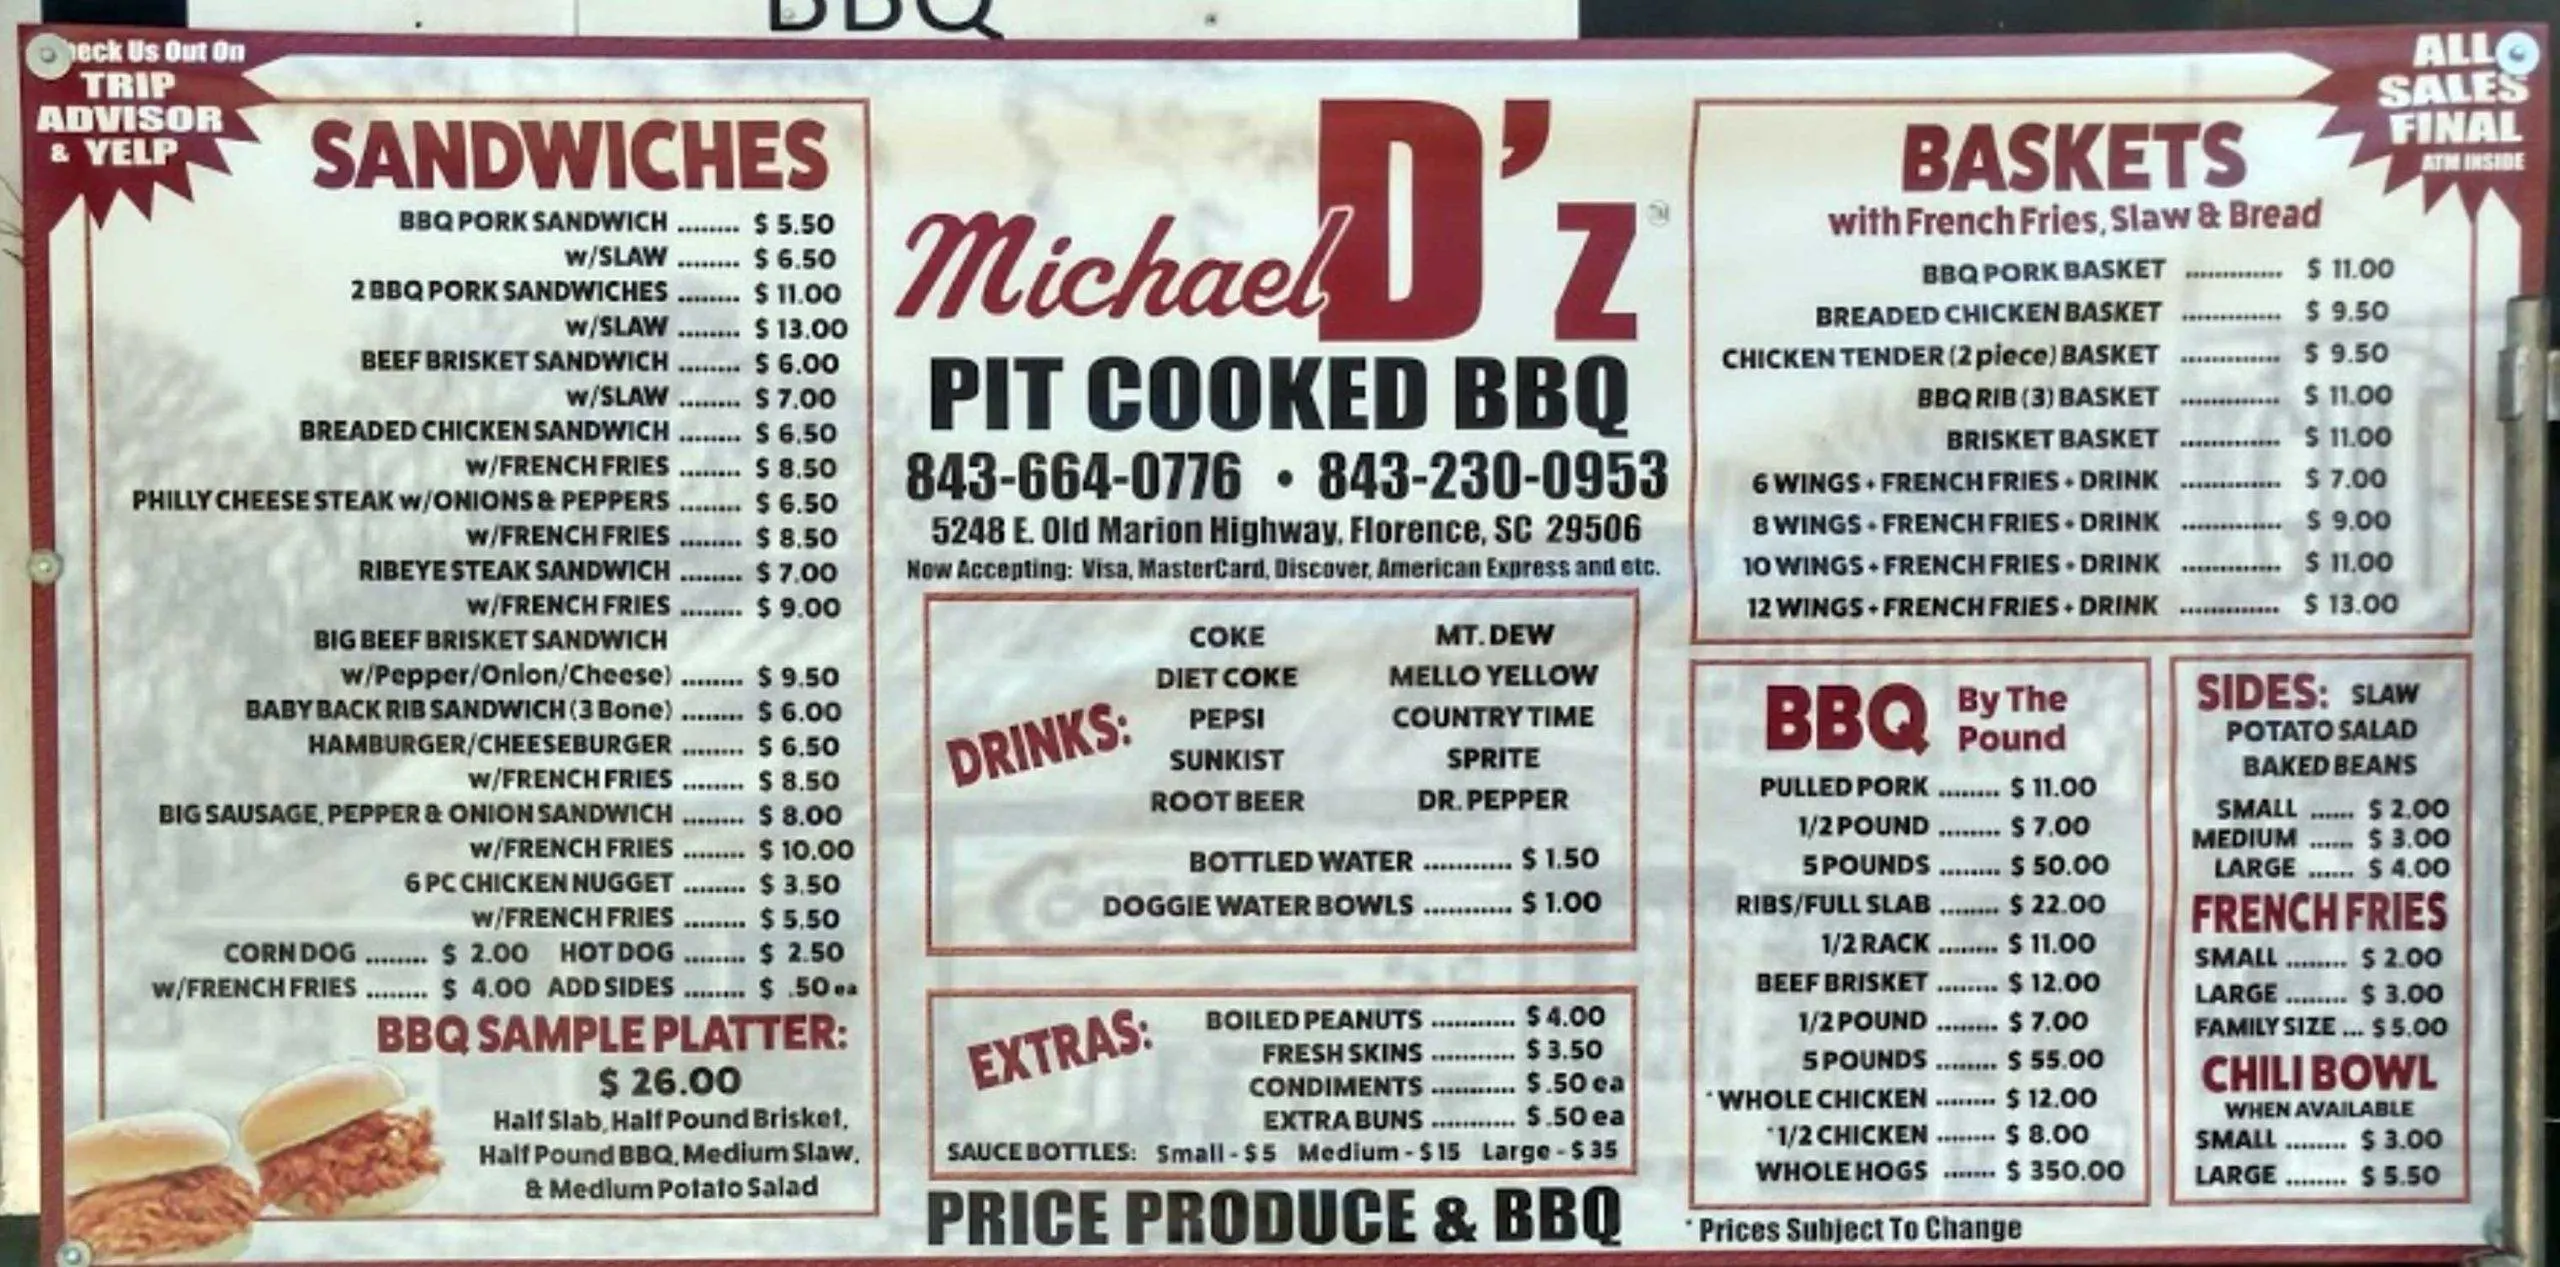 BBQ
Check Us Out On
TRIP
ADVISOR
& YELP
ALL
SALES
FINAL
ATM INSIDE
SANDWICHES
BBQ PORK SANDWICH ........ $ 5.50
w/SLAW ........ $ 6.50
2 BBQ PORK SANDWICHES ........ $ 11.00
w/SLAW ........ $ 13.00
BEEF BRISKET SANDWICH ........ $ 6.00
w/SLAW ........ $ 7.00
BREADED CHICKEN SANDWICH ........ $ 6.50
w/FRENCH FRIES ........ $ 8.50
PHILLY CHEESE STEAK w/ONIONS & PEPPERS ........ $ 6.50
w/FRENCH FRIES ........ $ 8.50
RIBEYE STEAK SANDWICH ........ $ 7.00
w/FRENCH FRIES ........ $ 9.00
BIG BEEF BRISKET SANDWICH
w/Pepper/Onion/Cheese) ........ $ 9.50
BABY BACK RIB SANDWICH (3 Bone) ........ $ 6.00
HAMBURGER/CHEESEBURGER ........ $ 6.50
w/FRENCH FRIES ........ $ 8.50
BIG SAUSAGE, PEPPER & ONION SANDWICH ........ $ 8.00
w/FRENCH FRIES ........ $ 10.00
6 PC CHICKEN NUGGET ........ $ 3.50
w/FRENCH FRIES ........ $ 5.50
CORN DOG ........ $ 2.00 HOT DOG ........ $ 2.50
w/FRENCH FRIES ........ $ 4.00 ADD SIDES ........ $ .50 ea
BBQ SAMPLE PLATTER:
$ 26.00
Half Slab, Half Pound Brisket,
Half Pound BBQ, Medium Slaw,
& Medium Potato Salad
Michael D'z TM
PIT COOKED BBQ
843-664-0776 • 843-230-0953
5248 E. Old Marion Highway, Florence, SC 29506
Now Accepting: Visa, MasterCard, Discover, American Express and etc.
DRINKS:
COKE MT. DEW
DIET COKE MELLO YELLOW
PEPSI COUNTRY TIME
SUNKIST SPRITE
ROOT BEER DR. PEPPER
BOTTLED WATER ........... $ 1.50
DOGGIE WATER BOWLS ........... $ 1.00
EXTRAS:
BOILED PEANUTS ........... $ 4.00
FRESH SKINS ........... $ 3.50
CONDIMENTS ........... $ .50 ea
EXTRA BUNS ........... $ .50 ea
SAUCE BOTTLES: Small - $ 5 Medium - $ 15 Large - $ 35
PRICE PRODUCE & BBQ
BASKETS
with French Fries, Slaw & Bread
BBQ PORK BASKET ............. $ 11.00
BREADED CHICKEN BASKET ............. $ 9.50
CHICKEN TENDER (2 piece) BASKET ............. $ 9.50
BBQ RIB (3) BASKET ............. $ 11.00
BRISKET BASKET ............. $ 11.00
6 WINGS + FRENCH FRIES + DRINK ............. $ 7.00
8 WINGS + FRENCH FRIES + DRINK ............. $ 9.00
10 WINGS + FRENCH FRIES + DRINK ............. $ 11.00
12 WINGS + FRENCH FRIES + DRINK ............. $ 13.00
BBQ By The
Pound
PULLED PORK ........ $ 11.00
1/2 POUND ........ $ 7.00
5 POUNDS ........ $ 50.00
RIBS/FULL SLAB ........ $ 22.00
1/2 RACK ........ $ 11.00
BEEF BRISKET ........ $ 12.00
1/2 POUND ........ $ 7.00
5 POUNDS ........ $ 55.00
*WHOLE CHICKEN ........ $ 12.00
*1/2 CHICKEN ........ $ 8.00
WHOLE HOGS ....... $ 350.00
SIDES: SLAW
POTATO SALAD
BAKED BEANS
SMALL ...... $ 2.00
MEDIUM ...... $ 3.00
LARGE ...... $ 4.00
FRENCH FRIES
SMALL ........ $ 2.00
LARGE ........ $ 3.00
FAMILY SIZE ... $ 5.00
CHILI BOWL
WHEN AVAILABLE
SMALL ........ $ 3.00
LARGE ........ $ 5.50
* Prices Subject To Change